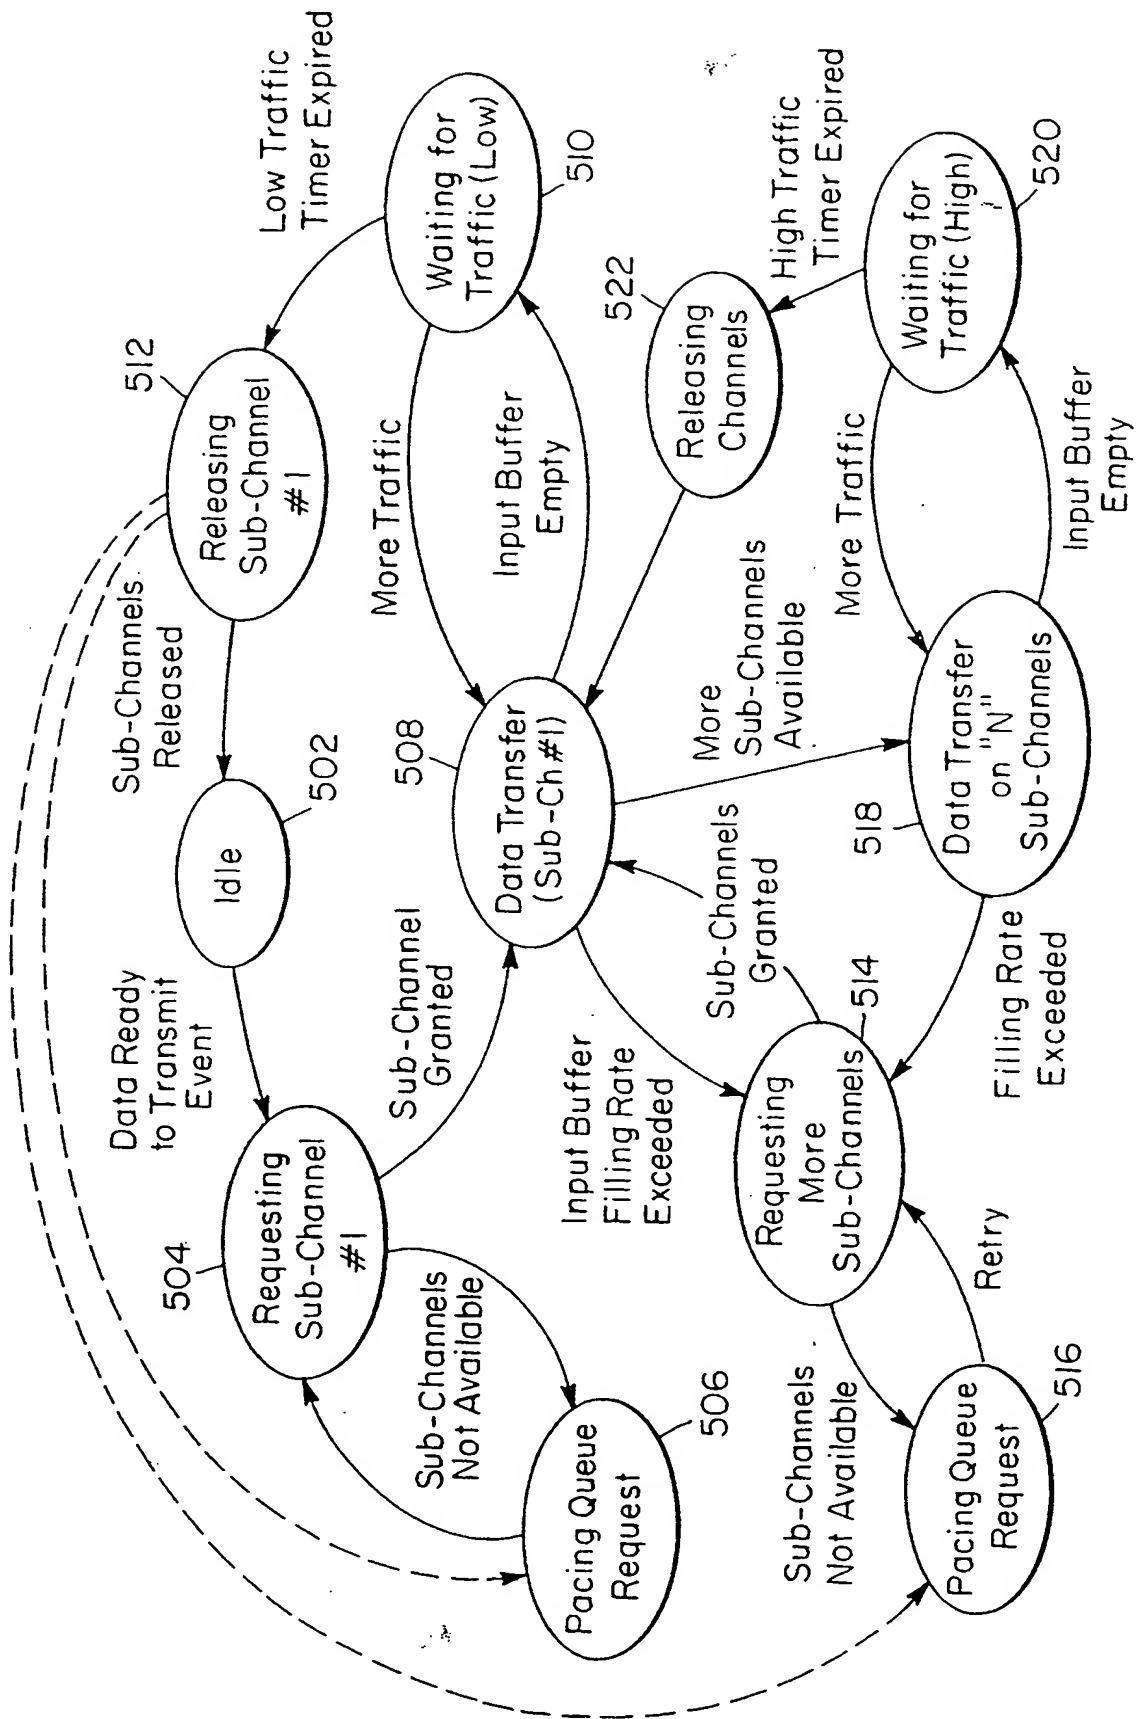 Data Ready
to Transmit
Event
Idle
502
Sub-Channels
Released
512
Releasing
Sub-Channel
#1
Low Traffic
Timer Expired
504
Requesting
Sub-Channel
#1
Sub-Channel
Granted
508
Data Transfer
(Sub-Ch#1)
More Traffic
Input Buffer
Empty
Waiting for
Traffic (Low)
510
Sub-Channels
Not Available
Pacing Queue
Request
506
Input Buffer
Filling Rate
Exceeded
Sub-Channels
Granted
More
Sub-Channels
Available
522
Releasing
Channels
High Traffic
Timer Expired
Requesting
More
Sub-Channels
514
518
Data Transfer
on "N"
Sub-Channels
More Traffic
Waiting for
Traffic (High)
520
Sub-Channels
Not Available
Retry
Pacing Queue
Request
516
Filling Rate
Exceeded
Input Buffer
Empty